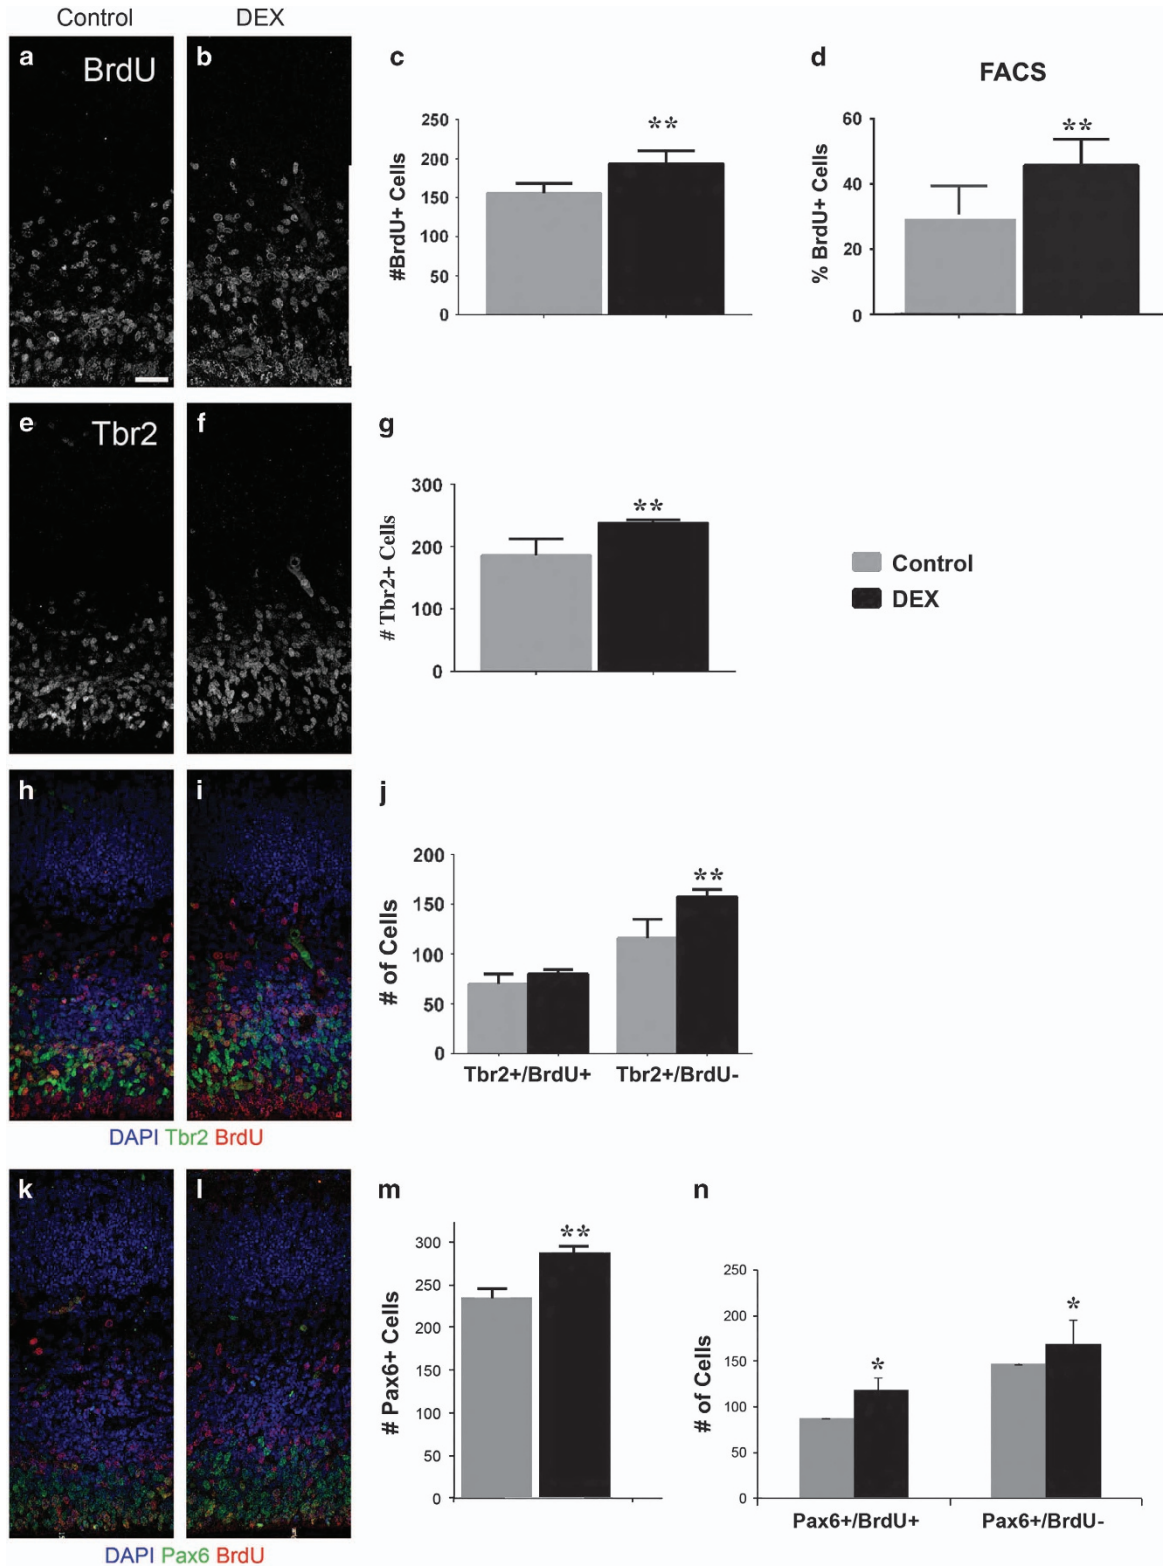 Control DEX
a BrdU b c d FACS
#BrdU+ Cells
250
200
150
100
50
0
**
% BrdU+ Cells
60
40
20
0
**
e Tbr2 f g
# Tbr2+ Cells
300
200
100
0
**
Control
DEX
h i j
# of Cells
200
150
100
50
0
**
Tbr2+/BrdU+ Tbr2+/BrdU-
DAPI Tbr2 BrdU
k l m n
# Pax6+ Cells
300
250
200
150
100
50
0
**
# of Cells
250
200
150
100
50
0
*
*
Pax6+/BrdU+ Pax6+/BrdU-
DAPI Pax6 BrdU